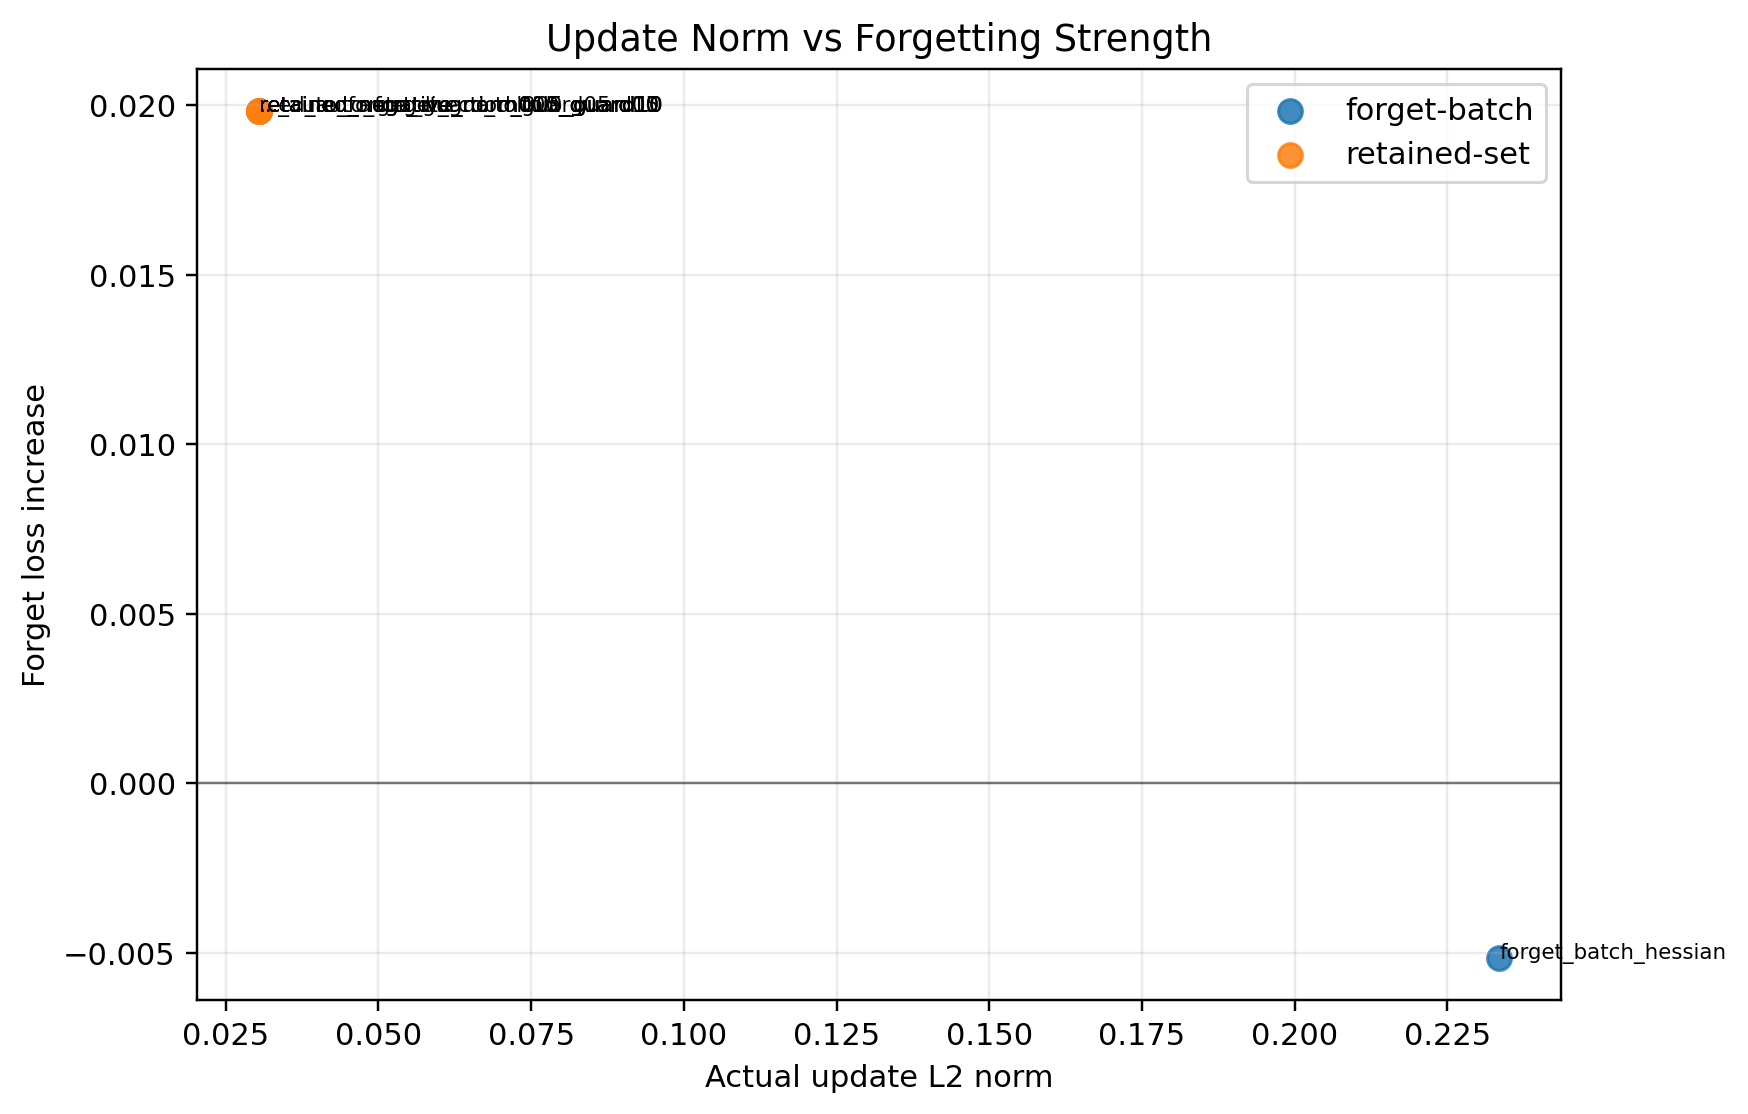 Update Norm vs Forgetting Strength
forget-batch
retained-set
0.020
0.015
0.010
0.005
0.000
−0.005
Forget loss increase
forget_batch_hessian
0.025 0.050 0.075 0.100 0.125 0.150 0.175 0.200 0.225
Actual update L2 norm